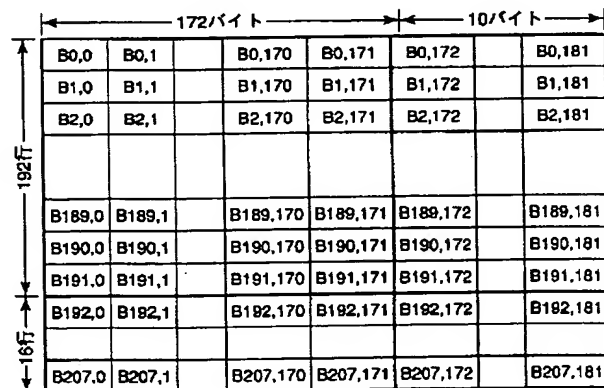 172バイト 10バイト
B0,0 B0,1 B0,170 B0,171 B0,172 B0,181
B1,0 B1,1 B1,170 B1,171 B1,172 B1,181
B2,0 B2,1 B2,170 B2,171 B2,172 B2,181
192行
B189,0 B189,1 B189,170 B189,171 B189,172 B189,181
B190,0 B190,1 B190,170 B190,171 B190,172 B190,181
B191,0 B191,1 B191,170 B191,171 B191,172 B191,181
B192,0 B192,1 B192,170 B192,171 B192,172 B192,181
16行
B207,0 B207,1 B207,170 B207,171 B207,172 B207,181